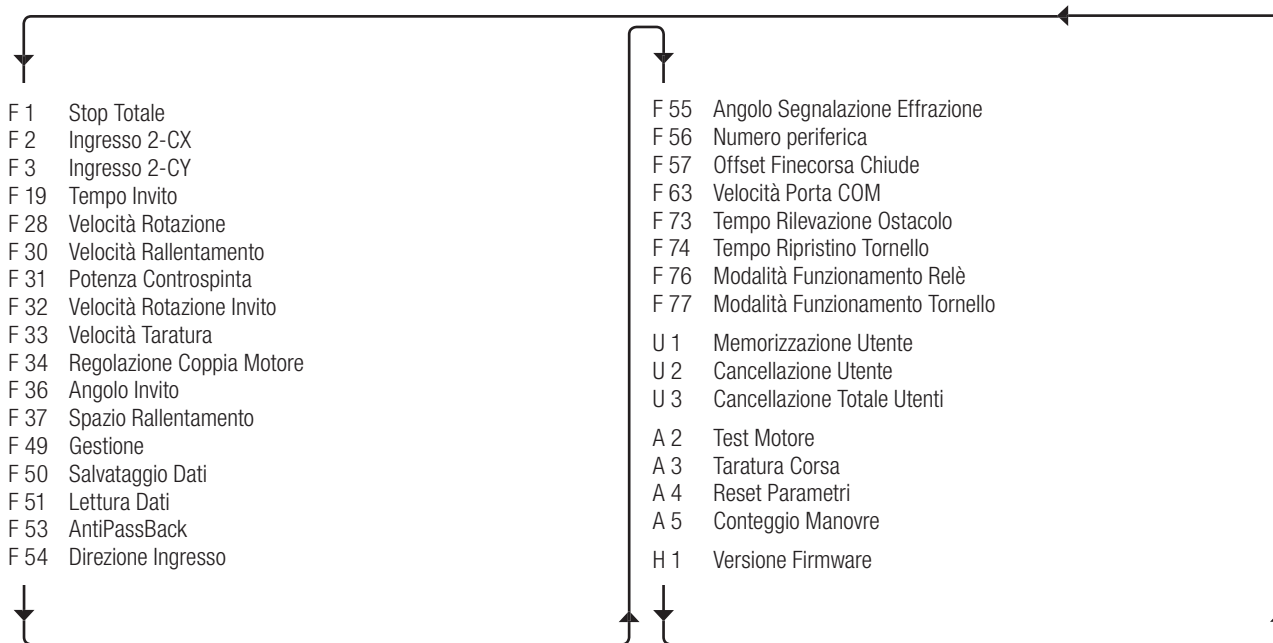 F 1 Stop Totale
F 2 Ingresso 2-CX
F 3 Ingresso 2-CY
F 19 Tempo Invito
F 28 Velocità Rotazione
F 30 Velocità Rallentamento
F 31 Potenza Controspinta
F 32 Velocità Rotazione Invito
F 33 Velocità Taratura
F 34 Regolazione Coppia Motore
F 36 Angolo Invito
F 37 Spazio Rallentamento
F 49 Gestione
F 50 Salvataggio Dati
F 51 Lettura Dati
F 53 AntiPassBack
F 54 Direzione Ingresso
F 55 Angolo Segnalazione Effrazione
F 56 Numero periferica
F 57 Offset Finecorsa Chiude
F 63 Velocità Porta COM
F 73 Tempo Rilevazione Ostacolo
F 74 Tempo Ripristino Tornello
F 76 Modalità Funzionamento Relè
F 77 Modalità Funzionamento Tornello
U 1 Memorizzazione Utente
U 2 Cancellazione Utente
U 3 Cancellazione Totale Utenti
A 2 Test Motore
A 3 Taratura Corsa
A 4 Reset Parametri
A 5 Conteggio Manovre
H 1 Versione Firmware